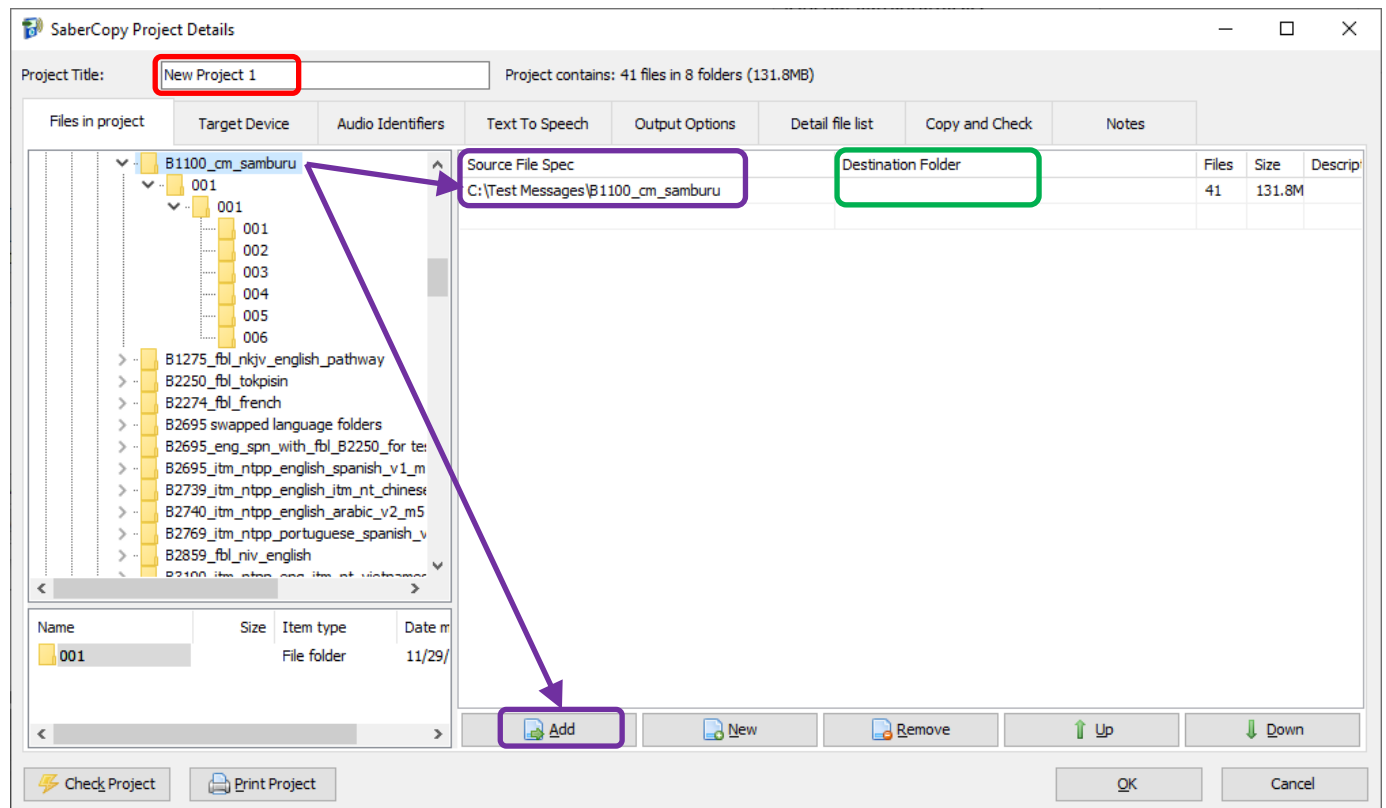 SaberCopy Project Details
Project Title: New Project 1 Project contains: 41 files in 8 folders (131.8MB)
Files in project Target Device Audio Identifiers Text To Speech Output Options Detail file list Copy and Check Notes
B1100_cm_samburu
001
001
001
002
003
004
005
006
B1275_fbl_nkjv_english_pathway
B2250_fbl_tokpisin
B2274_fbl_french
B2695 swapped language folders
B2695_eng_spn_with_fbl_B2250_for te
B2695_itm_ntpp_english_spanish_v1_m
B2739_itm_ntpp_english_itm_nt_chinese
B2740_itm_ntpp_english_arabic_v2_m5
B2769_itm_ntpp_portuguese_spanish_v
B2859_fbl_niv_english
Source File Spec Destination Folder Files Size Descrip
C:\Test Messages\B1100_cm_samburu 41 131.8M
Name Size Item type Date m
001 File folder 11/29/
Add New Remove Up Down
Check Project Print Project OK Cancel